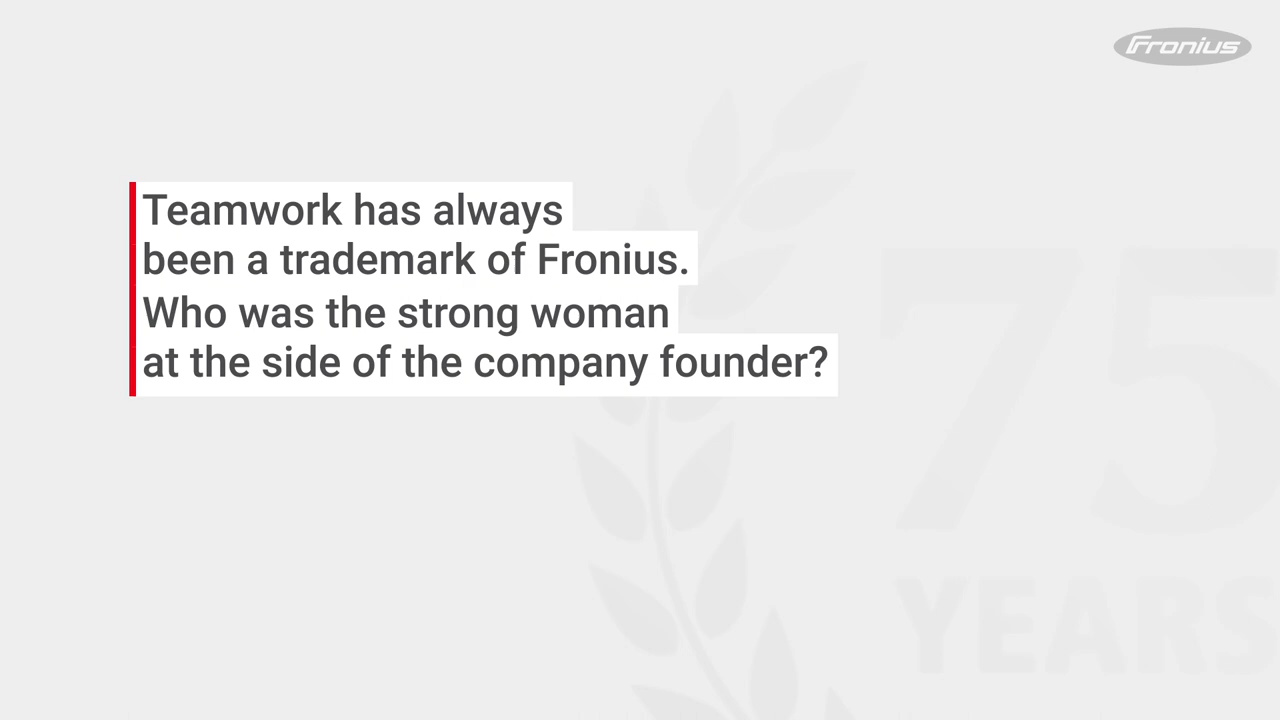 Fronius
Teamwork has always
been a trademark of Fronius.
Who was the strong woman
at the side of the company founder?
75
YEARS